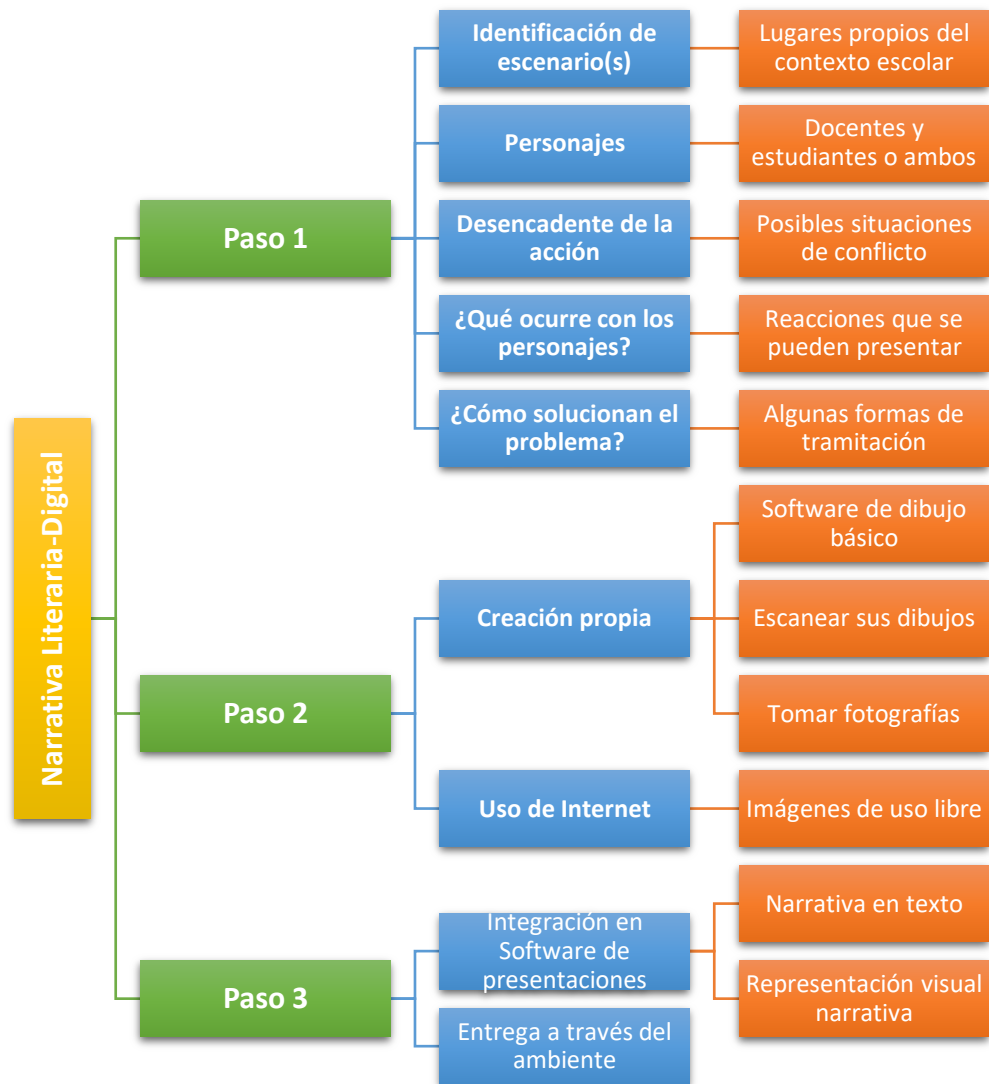 Narrativa Literaria-Digital
Paso 1
Identificación de
escenario(s)
Lugares propios del
contexto escolar
Personajes
Docentes y
estudiantes o ambos
Desencadente de la
acción
Posibles situaciones
de conflicto
¿Qué ocurre con los
personajes?
Reacciones que se
pueden presentar
¿Cómo solucionan el
problema?
Algunas formas de
tramitación
Paso 2
Creación propia
Software de dibujo
básico
Escanear sus dibujos
Tomar fotografías
Uso de Internet
Imágenes de uso libre
Paso 3
Integración en
Software de
presentaciones
Narrativa en texto
Representación visual
narrativa
Entrega a través del
ambiente